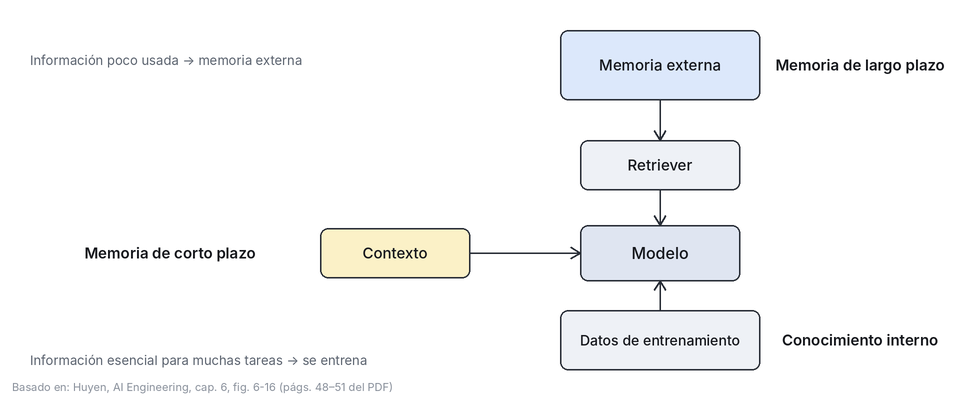 Información poco usada → memoria externa
Memoria externa
Memoria de largo plazo
Retriever
Memoria de corto plazo
Contexto
Modelo
Datos de entrenamiento
Conocimiento interno
Información esencial para muchas tareas → se entrena
Basado en: Huyen, AI Engineering, cap. 6, fig. 6-16 (págs. 48–51 del PDF)